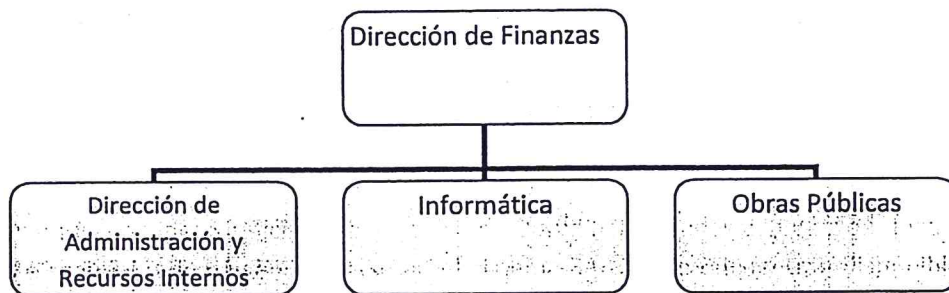 Dirección de Finanzas
Dirección de
Administración y
Recursos Internos
Informática
Obras Públicas